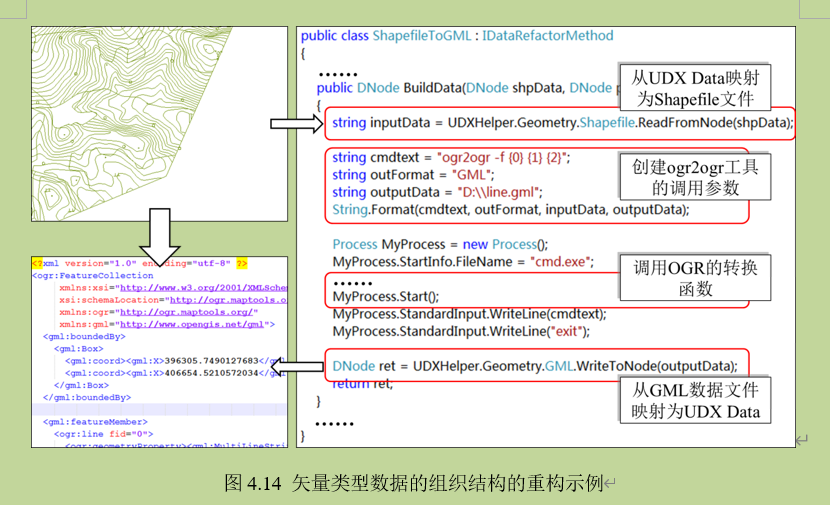 public class ShapefileToGML : IDataRefactorMethod
{
……
public DNode BuildData(DNode shpData, DNode
{
从UDX Data映射
为Shapefile文件
string inputData = UDXHelper.Geometry.Shapefile.ReadFromNode(shpData);
string cmdtext = "ogr2ogr -f {0} {1} {2}";
string outFormat = "GML";
string outputData = "D:\\line.gml";
String.Format(cmdtext, outFormat, inputData, outputData);
创建ogr2ogr工具
的调用参数
Process MyProcess = new Process();
MyProcess.StartInfo.FileName = "cmd.exe";
……
MyProcess.Start();
MyProcess.StandardInput.WriteLine(cmdtext);
MyProcess.StandardInput.WriteLine("exit");
调用OGR的转换
函数
DNode ret = UDXHelper.Geometry.GML.WriteToNode(outputData);
return ret;
}
……
}
从GML数据文件
映射为UDX Data
<?xml version="1.0" encoding="utf-8" ?>
<ogr:FeatureCollection
xmlns:xsi="http://www.w3.org/2001/XMLSchem
xsi:schemaLocation="http://ogr.maptools.o
xmlns:ogr="http://ogr.maptools.org/"
xmlns:gml="http://www.opengis.net/gml">
<gml:boundedBy>
<gml:Box>
<gml:coord><gml:X>396305.7490127683</
<gml:coord><gml:X>406654.5210572034</
</gml:Box>
</gml:boundedBy>
<gml:featureMember>
<ogr:line fid="0">
<ogr:geometryProperty><gml:MultiLineStri
图 4.14 矢量类型数据的组织结构的重构示例